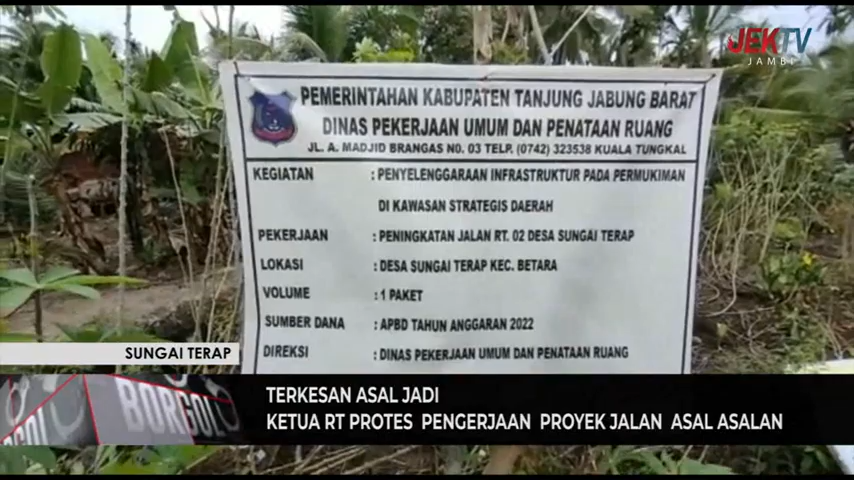 JEKTV
JAMBI
PEMERINTAHAN KABUPATEN TANJUNG JABUNG BARAT
DINAS PEKERJAAN UMUM DAN PENATAAN RUANG
JL. A. MADJID BRANGAS NO. 03 TELP. (0742) 323538 KUALA TUNGKAL
KEGIATAN : PENYELENGGARAAN INFRASTRUKTUR PADA PERMUKIMAN
DI KAWASAN STRATEGIS DAERAH
PEKERJAAN : PENINGKATAN JALAN RT. 02 DESA SUNGAI TERAP
LOKASI : DESA SUNGAI TERAP KEC. BETARA
VOLUME : 1 PAKET
SUMBER DANA : APBD TAHUN ANGGARAN 2022
DIREKSI : DINAS PEKERJAAN UMUM DAN PENATAAN RUANG
SUNGAI TERAP
BORGOL
TERKESAN ASAL JADI
KETUA RT PROTES PENGERJAAN PROYEK JALAN ASAL ASALAN